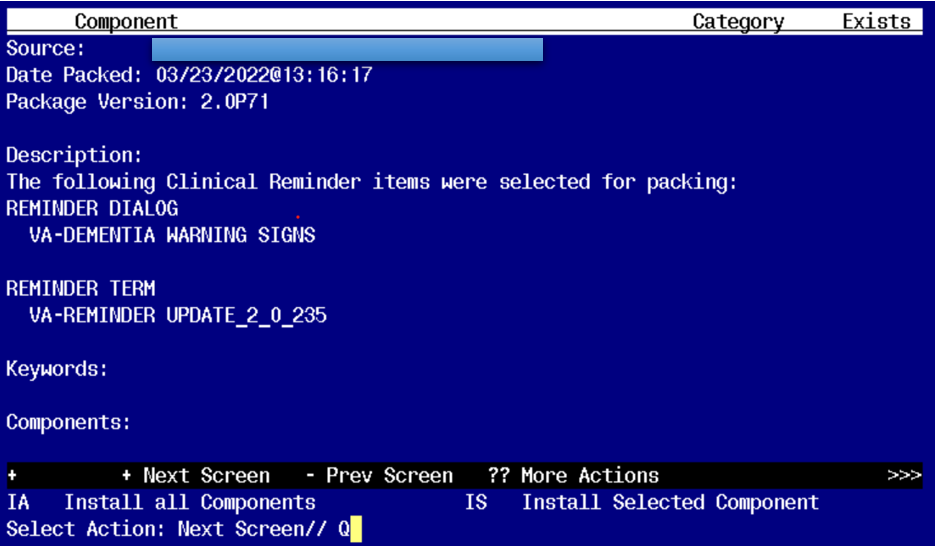 Component Category Exists
Source:
Date Packed: 03/23/2022@13:16:17
Package Version: 2.0P71
Description:
The following Clinical Reminder items were selected for packing:
REMINDER DIALOG
VA-DEMENTIA WARNING SIGNS
REMINDER TERM
VA-REMINDER UPDATE_2_0_235
Keywords:
Components:
+ + Next Screen - Prev Screen ?? More Actions >>>
IA Install all Components IS Install Selected Component
Select Action: Next Screen// Q